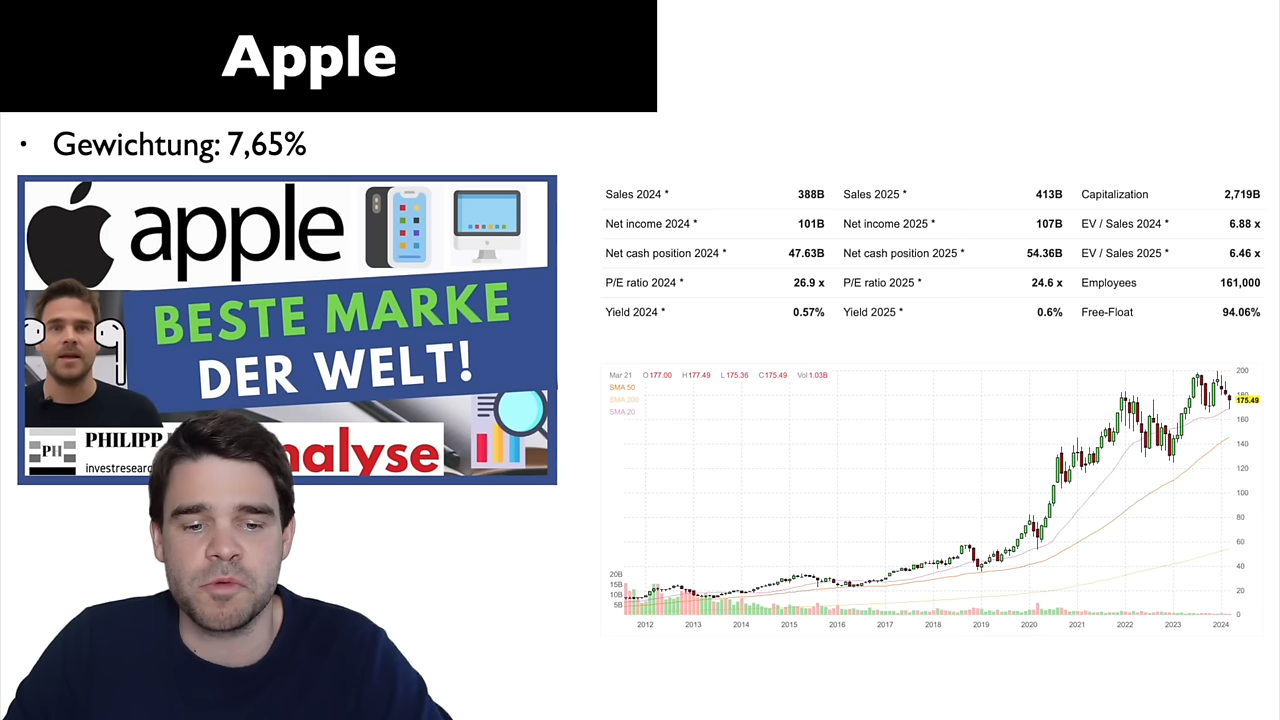 Apple
• Gewichtung: 7,65%
apple
BESTE MARKE
DER WELT!
PH
PHILIPP
investresearc
nalyse
Sales 2024 * 388B Sales 2025 * 413B Capitalization 2,719B
Net income 2024 * 101B Net income 2025 * 107B EV / Sales 2024 * 6.88 x
Net cash position 2024 * 47.63B Net cash position 2025 * 54.36B EV / Sales 2025 * 6.46 x
P/E ratio 2024 * 26.9 x P/E ratio 2025 * 24.6 x Employees 161,000
Yield 2024 * 0.57% Yield 2025 * 0.6% Free-Float 94.06%
Mar 21 O 177.00 H 177.49 L 175.36 C 175.49 Vol 1.03B
SMA 50
SMA 200
SMA 20
200
180
175.49
160
140
120
100
80
60
40
20
0
20B
15B
10B
5B
2012 2013 2014 2015 2016 2017 2018 2019 2020 2021 2022 2023 2024